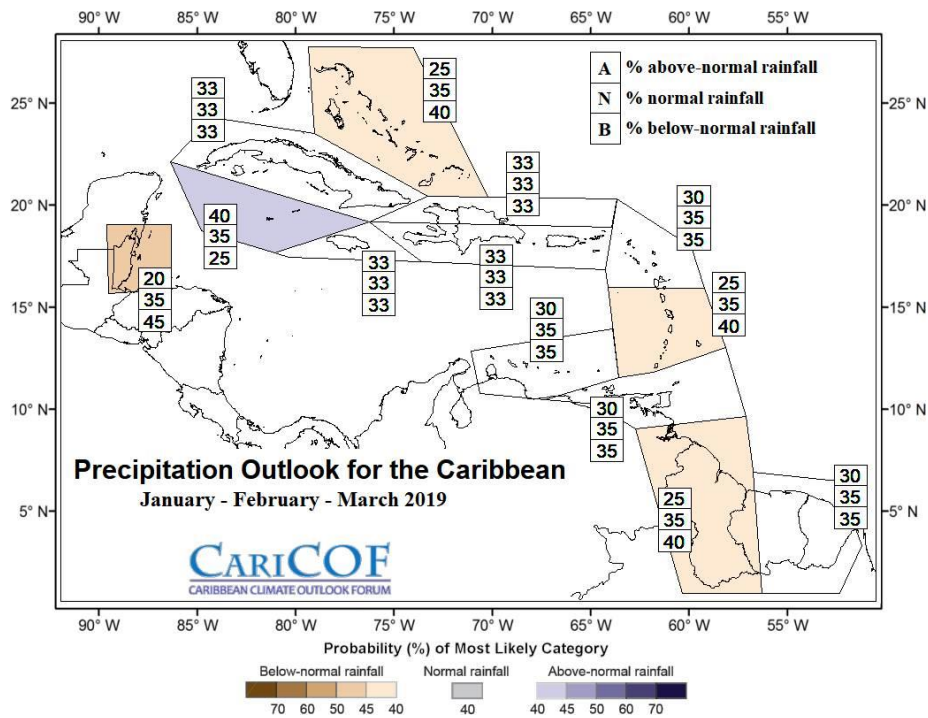 90° W 85° W 80° W 75° W 70° W 65° W 60° W 55° W
A % above-normal rainfall
N % normal rainfall
B % below-normal rainfall
25° N
20° N
15° N
10° N
5° N
25° N
20° N
15° N
10° N
5° N
33
33
33
25
35
40
33
33
33
30
35
35
40
35
25
20
35
45
33
33
33
33
33
33
30
35
35
25
35
40
30
35
35
25
35
40
30
35
35
Precipitation Outlook for the Caribbean
January - February - March 2019
CARICOF
CARIBBEAN CLIMATE OUTLOOK FORUM
90° W 85° W 80° W 75° W 70° W 65° W 60° W 55° W
Probability (%) of Most Likely Category
Below-normal rainfall Normal rainfall Above-normal rainfall
70 60 50 45 40 40 40 45 50 60 70